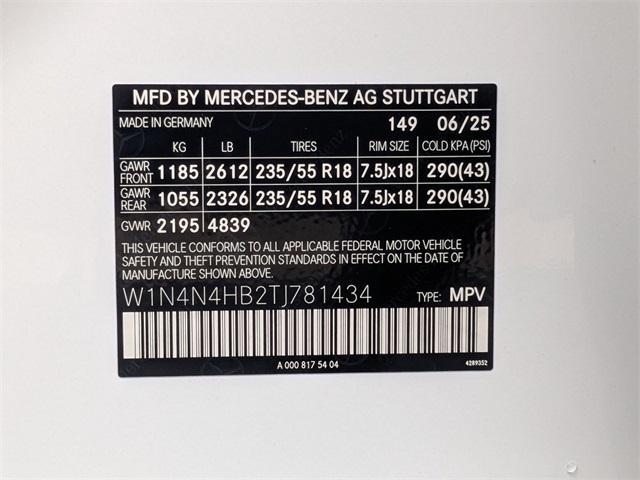 MFD BY MERCEDES-BENZ AG STUTTGART
MADE IN GERMANY 149 06/25
KG LB TIRES RIM SIZE COLD KPA (PSI)
GAWR FRONT 1185 2612 235/55 R18 7.5Jx18 290(43)
GAWR REAR 1055 2326 235/55 R18 7.5Jx18 290(43)
GVWR 2195 4839
THIS VEHICLE CONFORMS TO ALL APPLICABLE FEDERAL MOTOR VEHICLE
SAFETY AND THEFT PREVENTION STANDARDS IN EFFECT ON THE DATE OF
MANUFACTURE SHOWN ABOVE.
W1N4N4HB2TJ781434 TYPE: MPV
A 000 817 54 04 4289352